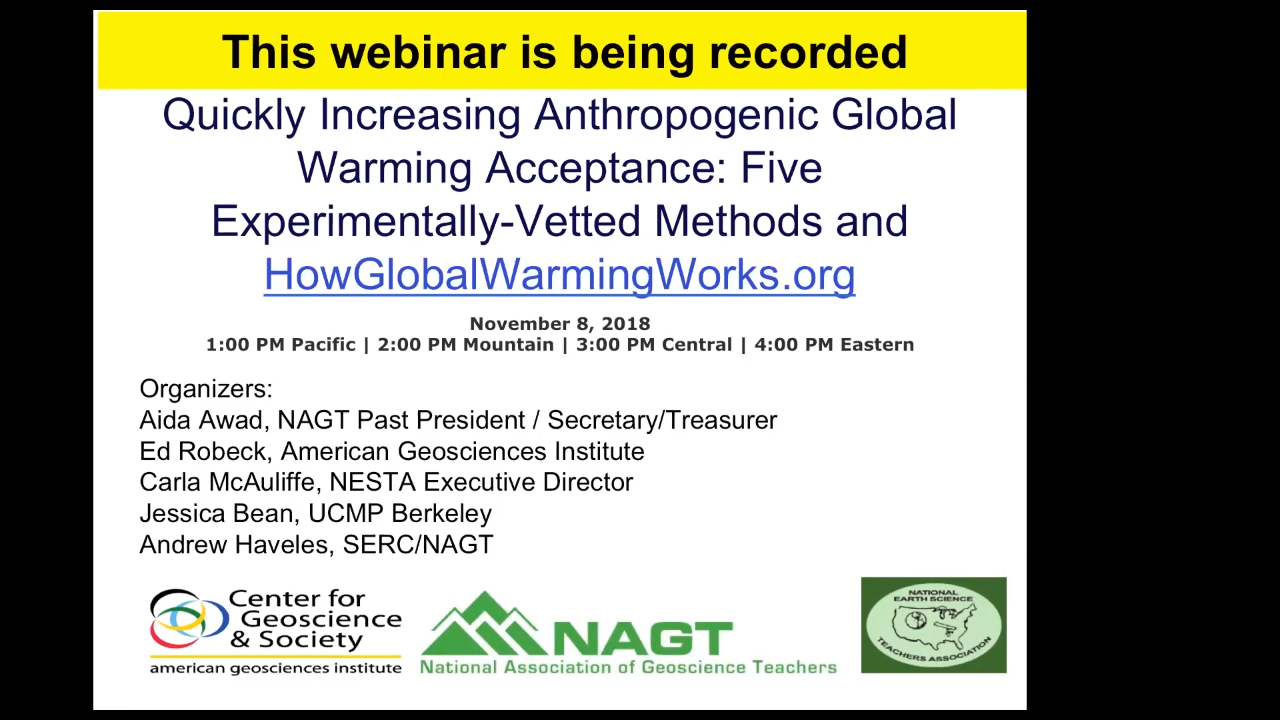 This webinar is being recorded
Quickly Increasing Anthropogenic Global
Warming Acceptance: Five
Experimentally-Vetted Methods and
HowGlobalWarmingWorks.org
November 8, 2018
1:00 PM Pacific | 2:00 PM Mountain | 3:00 PM Central | 4:00 PM Eastern
Organizers:
Aida Awad, NAGT Past President / Secretary/Treasurer
Ed Robeck, American Geosciences Institute
Carla McAuliffe, NESTA Executive Director
Jessica Bean, UCMP Berkeley
Andrew Haveles, SERC/NAGT
Center for
Geoscience
& Society
american geosciences institute
NAGT
National Association of Geoscience Teachers
NATIONAL
EARTH SCIENCE
TEACHERS ASSOCIATION